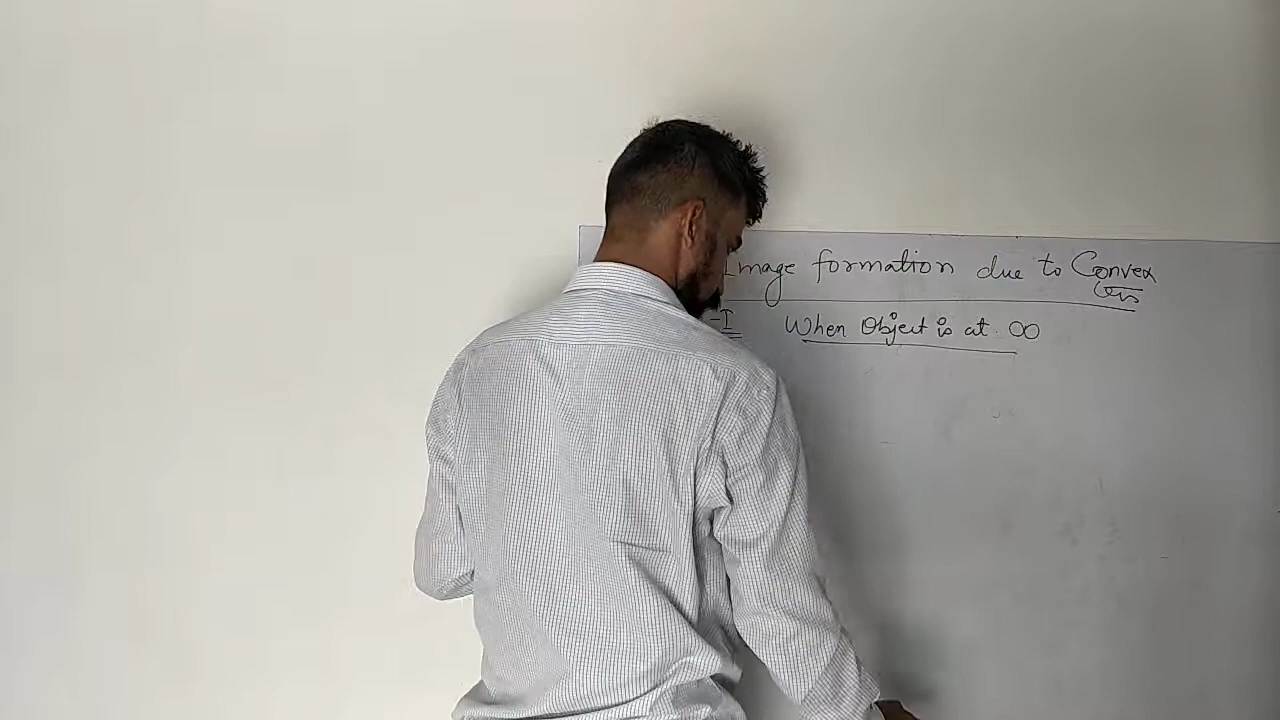 Image formation due to Convex
lens
-I When Object is at ∞